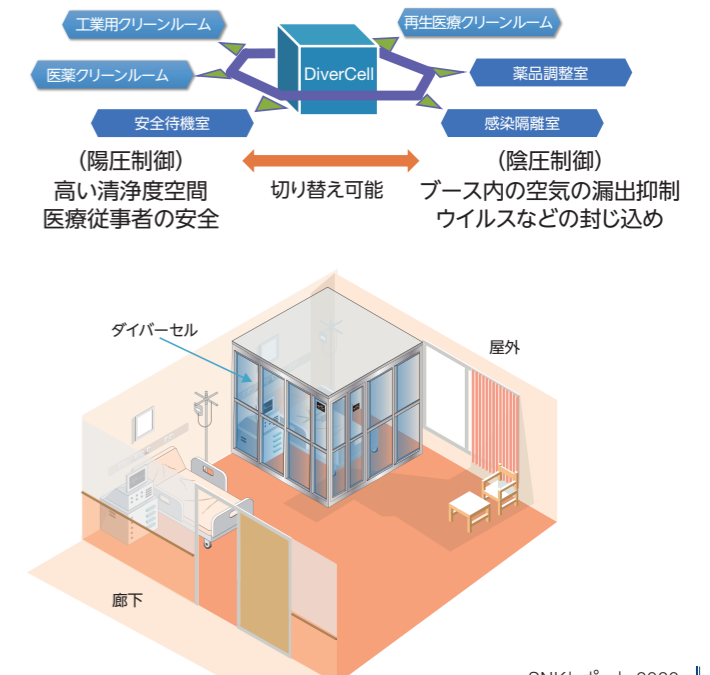 工業用クリーンルーム
再生医療クリーンルーム
医薬クリーンルーム
DiverCell
薬品調整室
安全待機室
感染隔離室
(陽圧制御)
高い清浄度空間
医療従事者の安全
切り替え可能
(陰圧制御)
ブース内の空気の漏出抑制
ウイルスなどの封じ込め
ダイバーセル
屋外
廊下